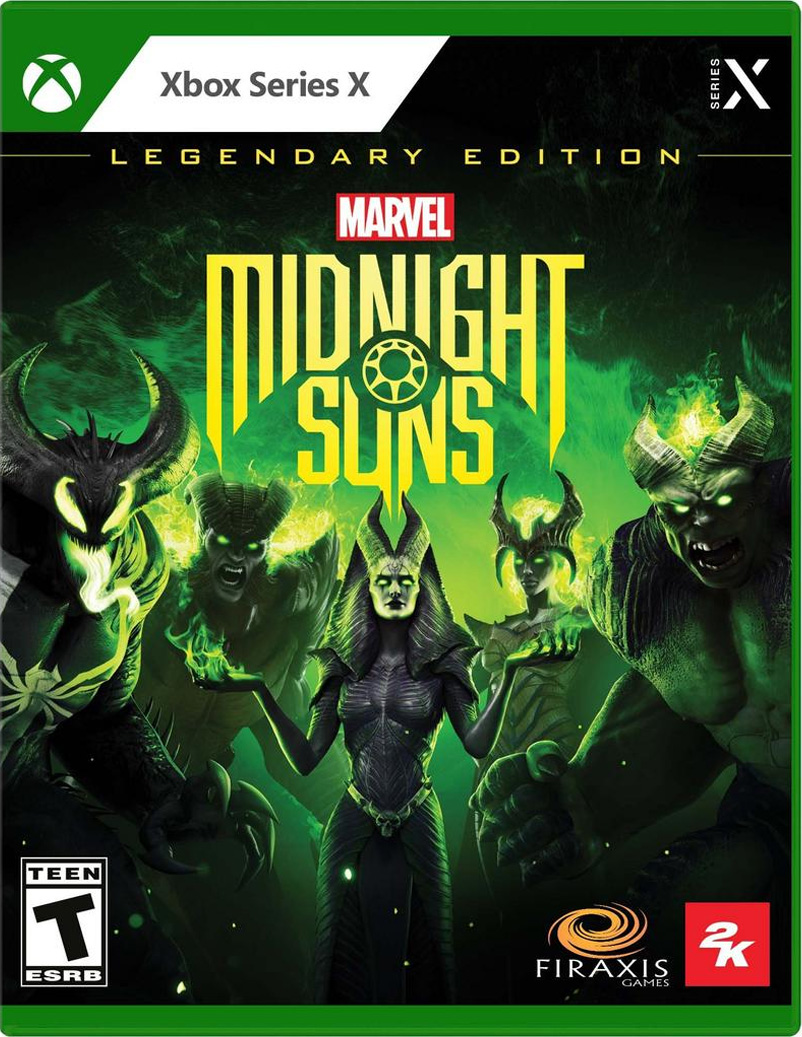 Xbox Series X
SERIES X
LEGENDARY EDITION
MARVEL
MIDNIGHT
SUNS
TEEN
T
ESRB
FIRAXIS
GAMES
2K